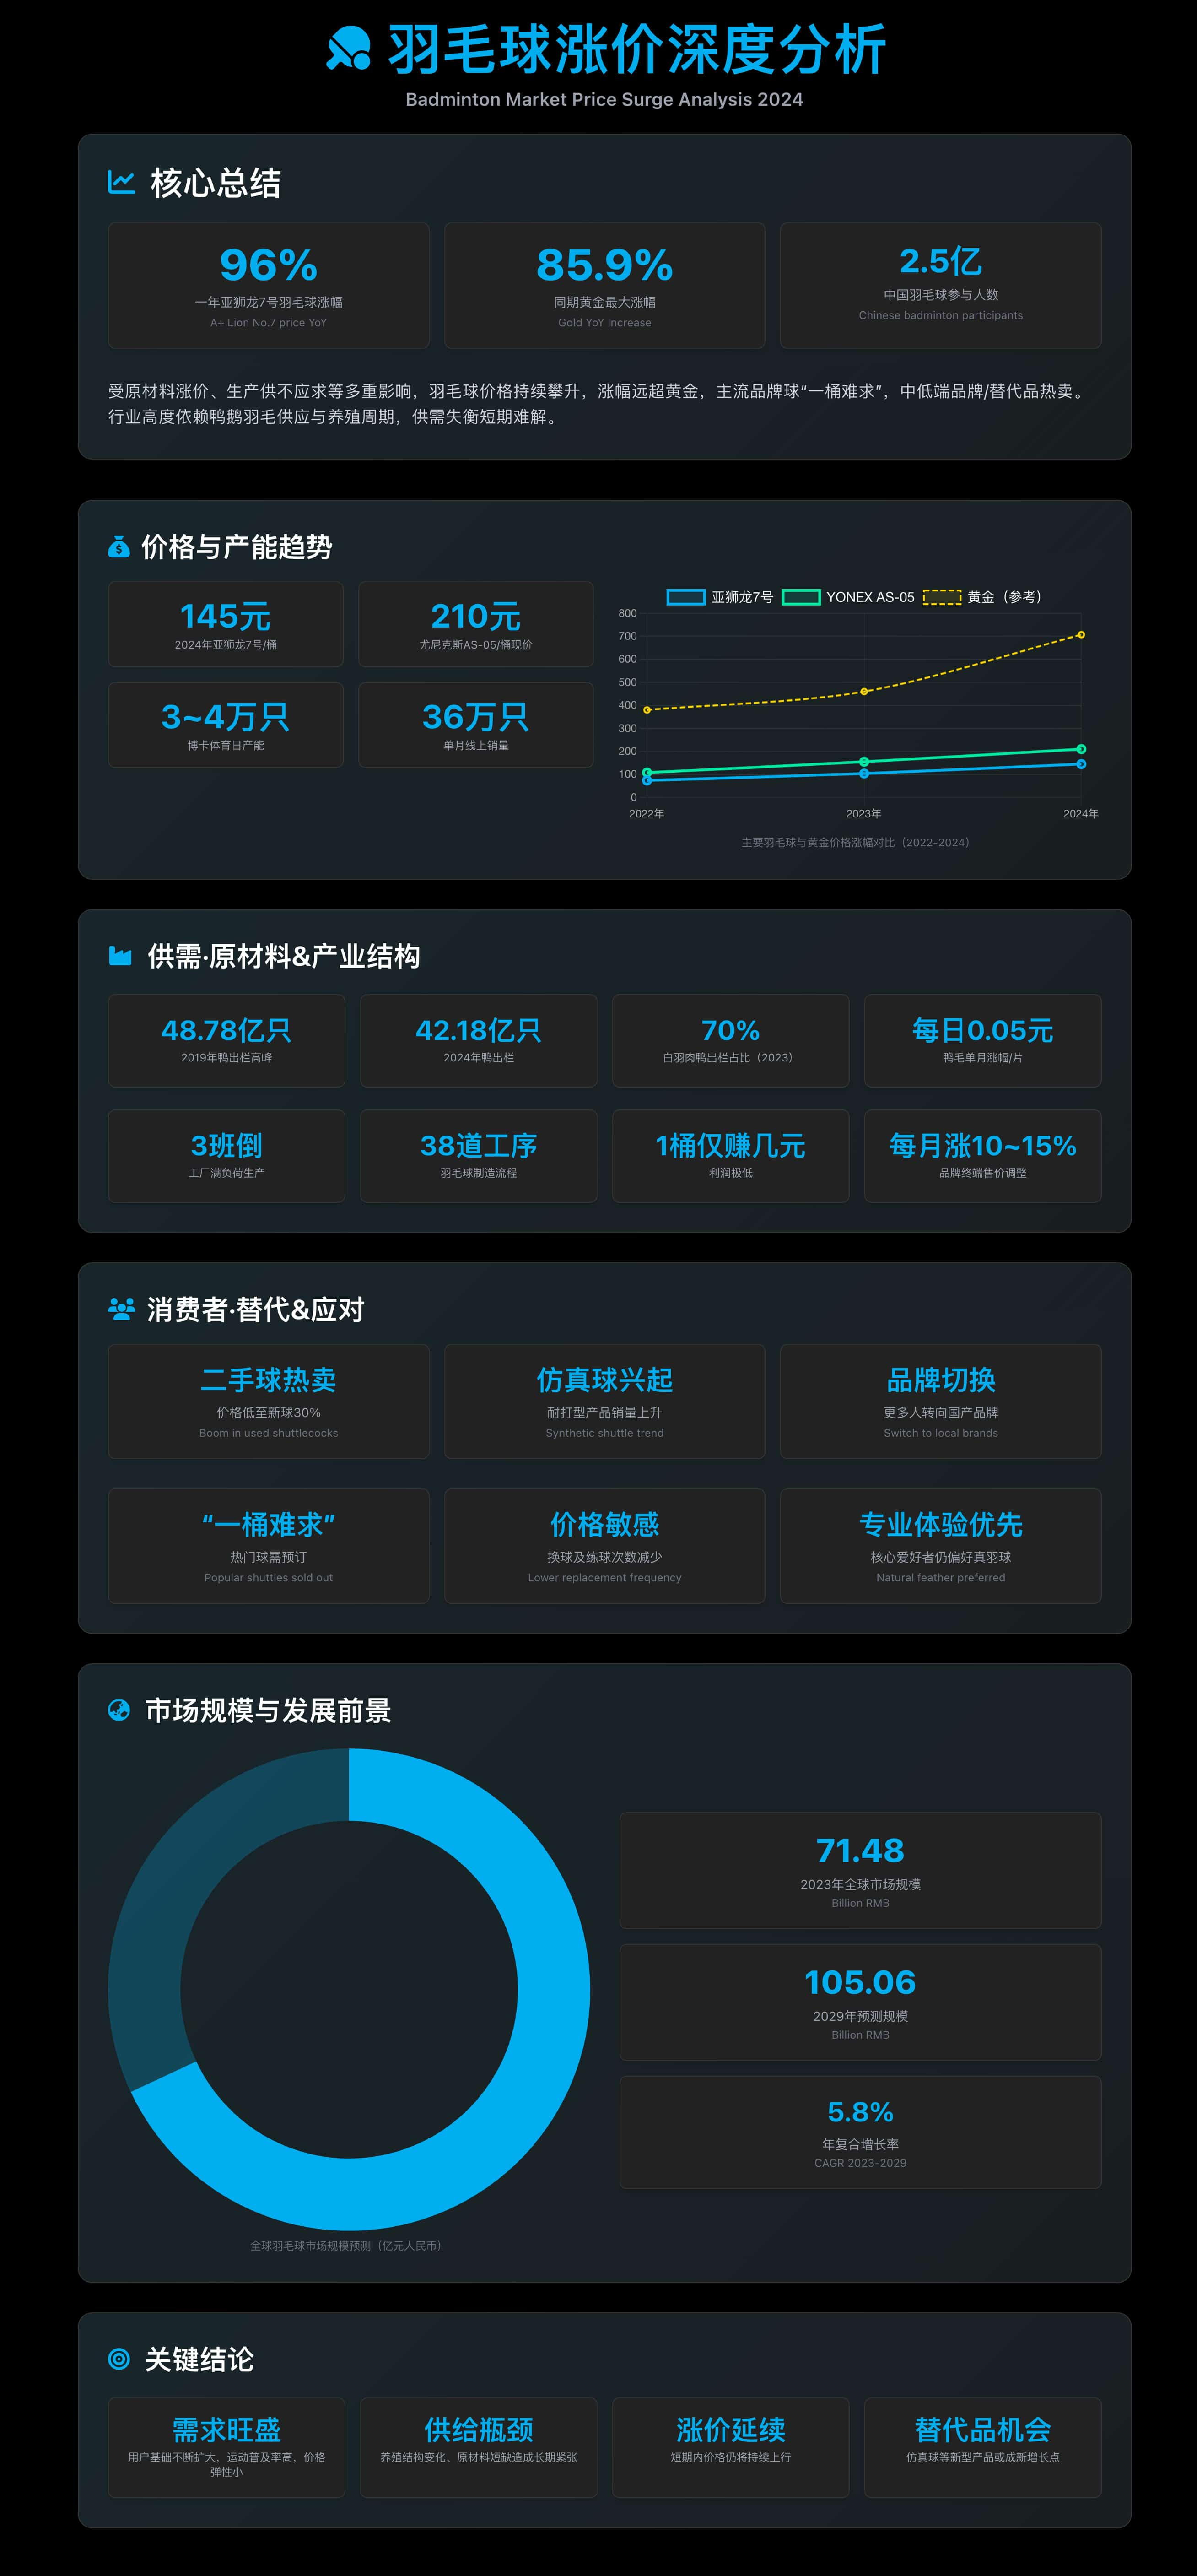 羽毛球涨价深度分析
Badminton Market Price Surge Analysis 2024
核心总结
96%
一年亚狮龙7号羽毛球涨幅
A+ Lion No.7 price YoY
85.9%
同期黄金最大涨幅
Gold YoY Increase
2.5亿
中国羽毛球参与人数
Chinese badminton participants
受原材料涨价、生产供不应求等多重影响，羽毛球价格持续攀升，涨幅远超黄金，主流品牌球“一桶难求”，中低端品牌/替代品热卖。
行业高度依赖鸭鹅羽毛供应与养殖周期，供需失衡短期难解。
价格与产能趋势
145元
2024年亚狮龙7号/桶
210元
尤尼克斯AS-05/桶现价
3~4万只
博卡体育日产能
36万只
单月线上销量
亚狮龙7号 YONEX AS-05 黄金（参考）
800
700
600
500
400
300
200
100
0
2022年 2023年 2024年
主要羽毛球与黄金价格涨幅对比（2022-2024）
供需·原材料&产业结构
48.78亿只
2019年鸭出栏高峰
42.18亿只
2024年鸭出栏
70%
白羽肉鸭出栏占比（2023）
每日0.05元
鸭毛单月涨幅/片
3班倒
工厂满负荷生产
38道工序
羽毛球制造流程
1桶仅赚几元
利润极低
每月涨10~15%
品牌终端售价调整
消费者·替代&应对
二手球热卖
价格低至新球30%
Boom in used shuttlecocks
仿真球兴起
耐打型产品销量上升
Synthetic shuttle trend
品牌切换
更多人转向国产品牌
Switch to local brands
“一桶难求”
热门球需预订
Popular shuttles sold out
价格敏感
换球及练球次数减少
Lower replacement frequency
专业体验优先
核心爱好者仍偏好真羽球
Natural feather preferred
市场规模与发展前景
全球羽毛球市场规模预测（亿元人民币）
71.48
2023年全球市场规模
Billion RMB
105.06
2029年预测规模
Billion RMB
5.8%
年复合增长率
CAGR 2023-2029
关键结论
需求旺盛
用户基础不断扩大，运动普及率高，价格
弹性小
供给瓶颈
养殖结构变化、原材料短缺造成长期紧张
涨价延续
短期内价格仍将持续上行
替代品机会
仿真球等新型产品或成新增长点